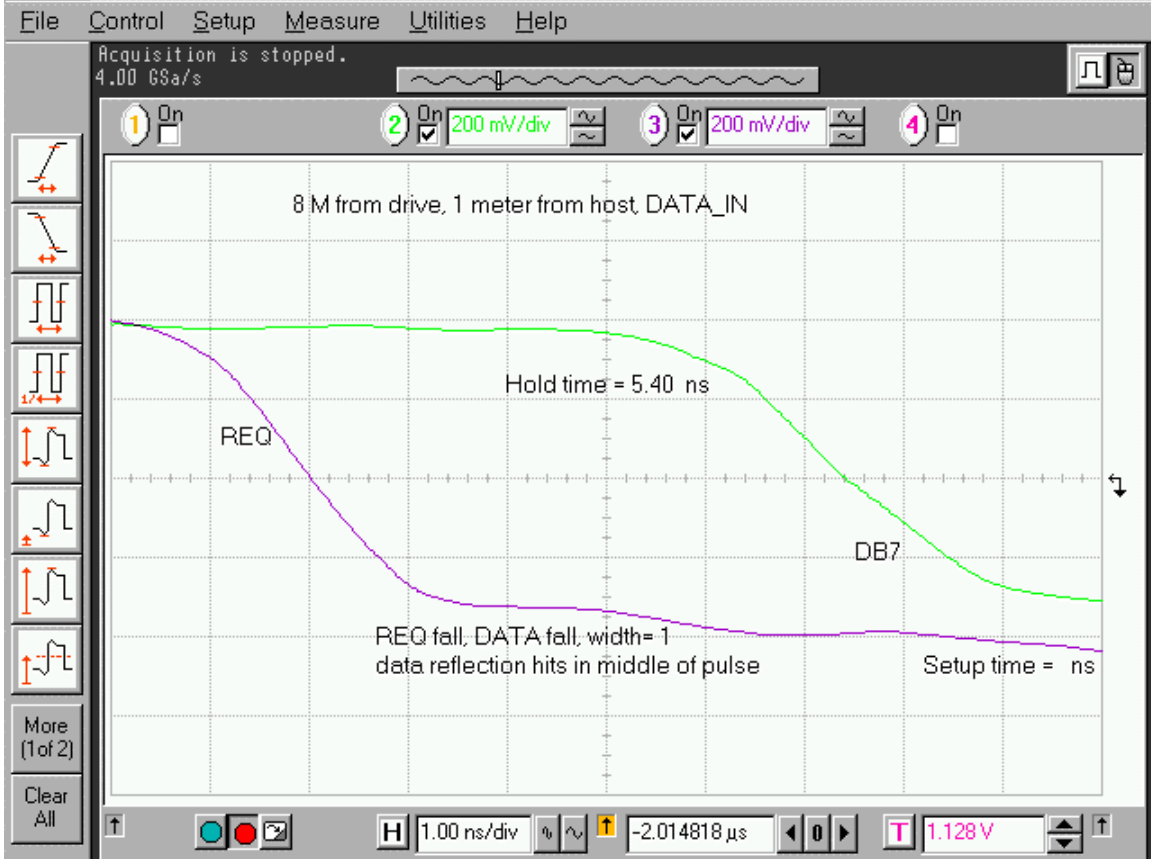 File Control Setup Measure Utilities Help
Acquisition is stopped.
4.00 GSa/s
1 On 2 On 200 mV/div 3 On 200 mV/div 4 On
8 M from drive, 1 meter from host, DATA_IN
Hold time = 5.40 ns
REQ
DB7
REQ fall, DATA fall, width= 1
data reflection hits in middle of pulse
Setup time = ns
1/
More
(1of 2)
Clear
All
H 1.00 ns/div -2.014818 µs 0 T 1.128 V